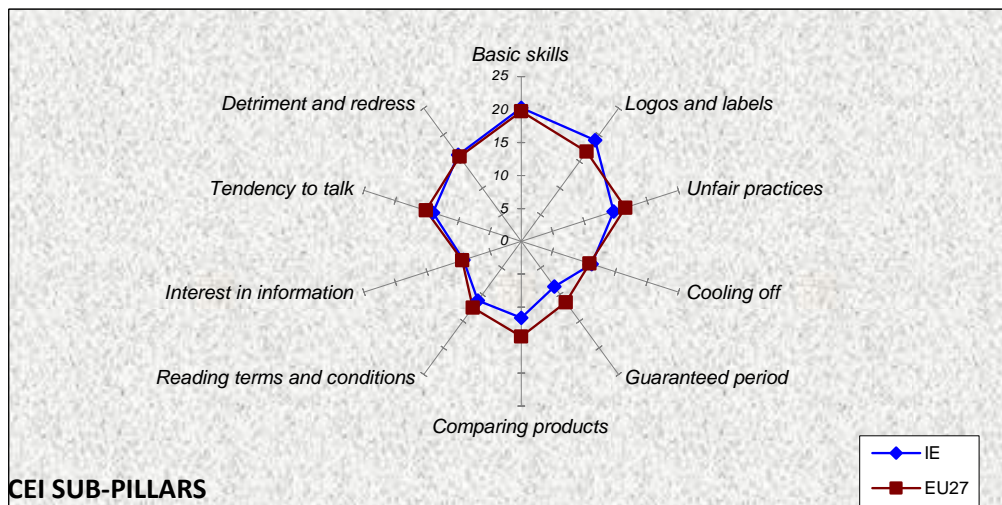 Basic skills
25
Detriment and redress
Logos and labels
20
15
Tendency to talk
10
Unfair practices
5
0
Interest in information
Cooling off
Reading terms and conditions
Guaranteed period
Comparing products
IE
CEI SUB-PILLARS
EU27